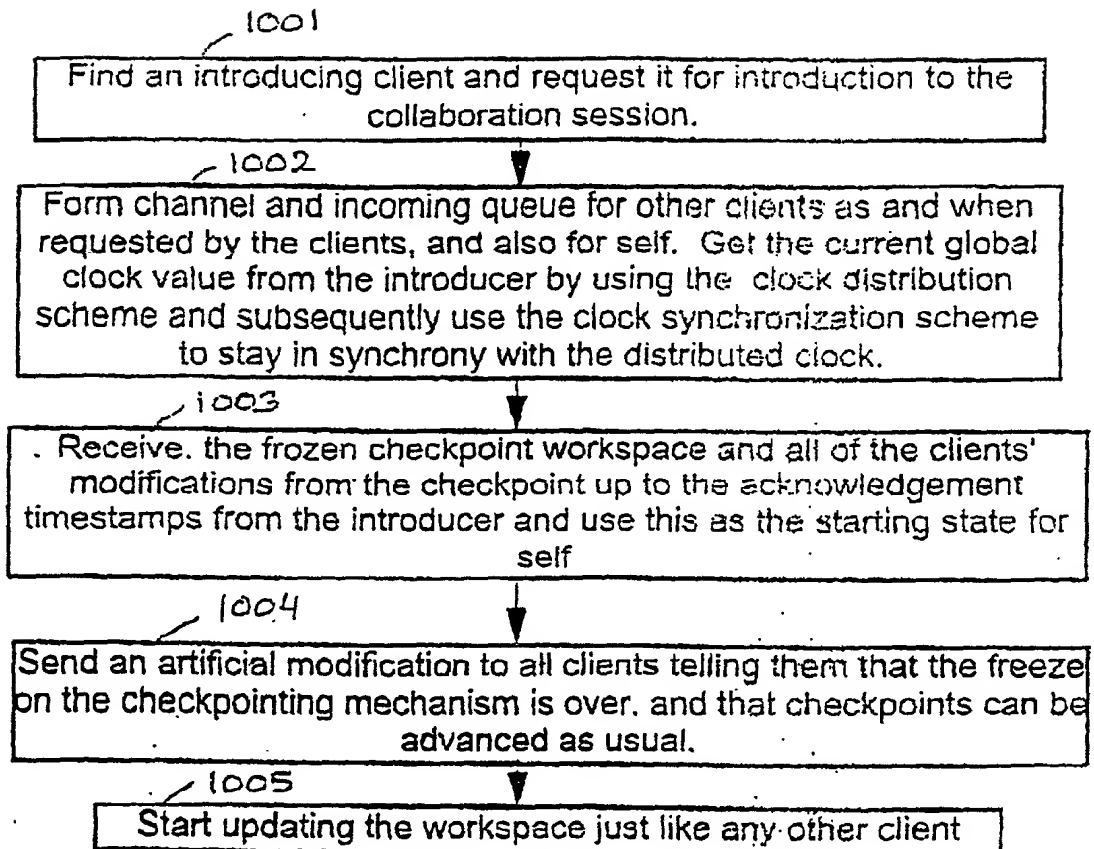 1001
Find an introducing client and request it for introduction to the
collaboration session.
1002
Form channel and incoming queue for other clients as and when
requested by the clients, and also for self. Get the current global
clock value from the introducer by using the clock distribution
scheme and subsequently use the clock synchronization scheme
to stay in synchrony with the distributed clock.
1003
. Receive. the frozen checkpoint workspace and all of the clients'
modifications from the checkpoint up to the acknowledgement
timestamps from the introducer and use this as the starting state for
self
1004
Send an artificial modification to all clients telling them that the freeze
on the checkpointing mechanism is over. and that checkpoints can be
advanced as usual.
1005
Start updating the workspace just like any other client